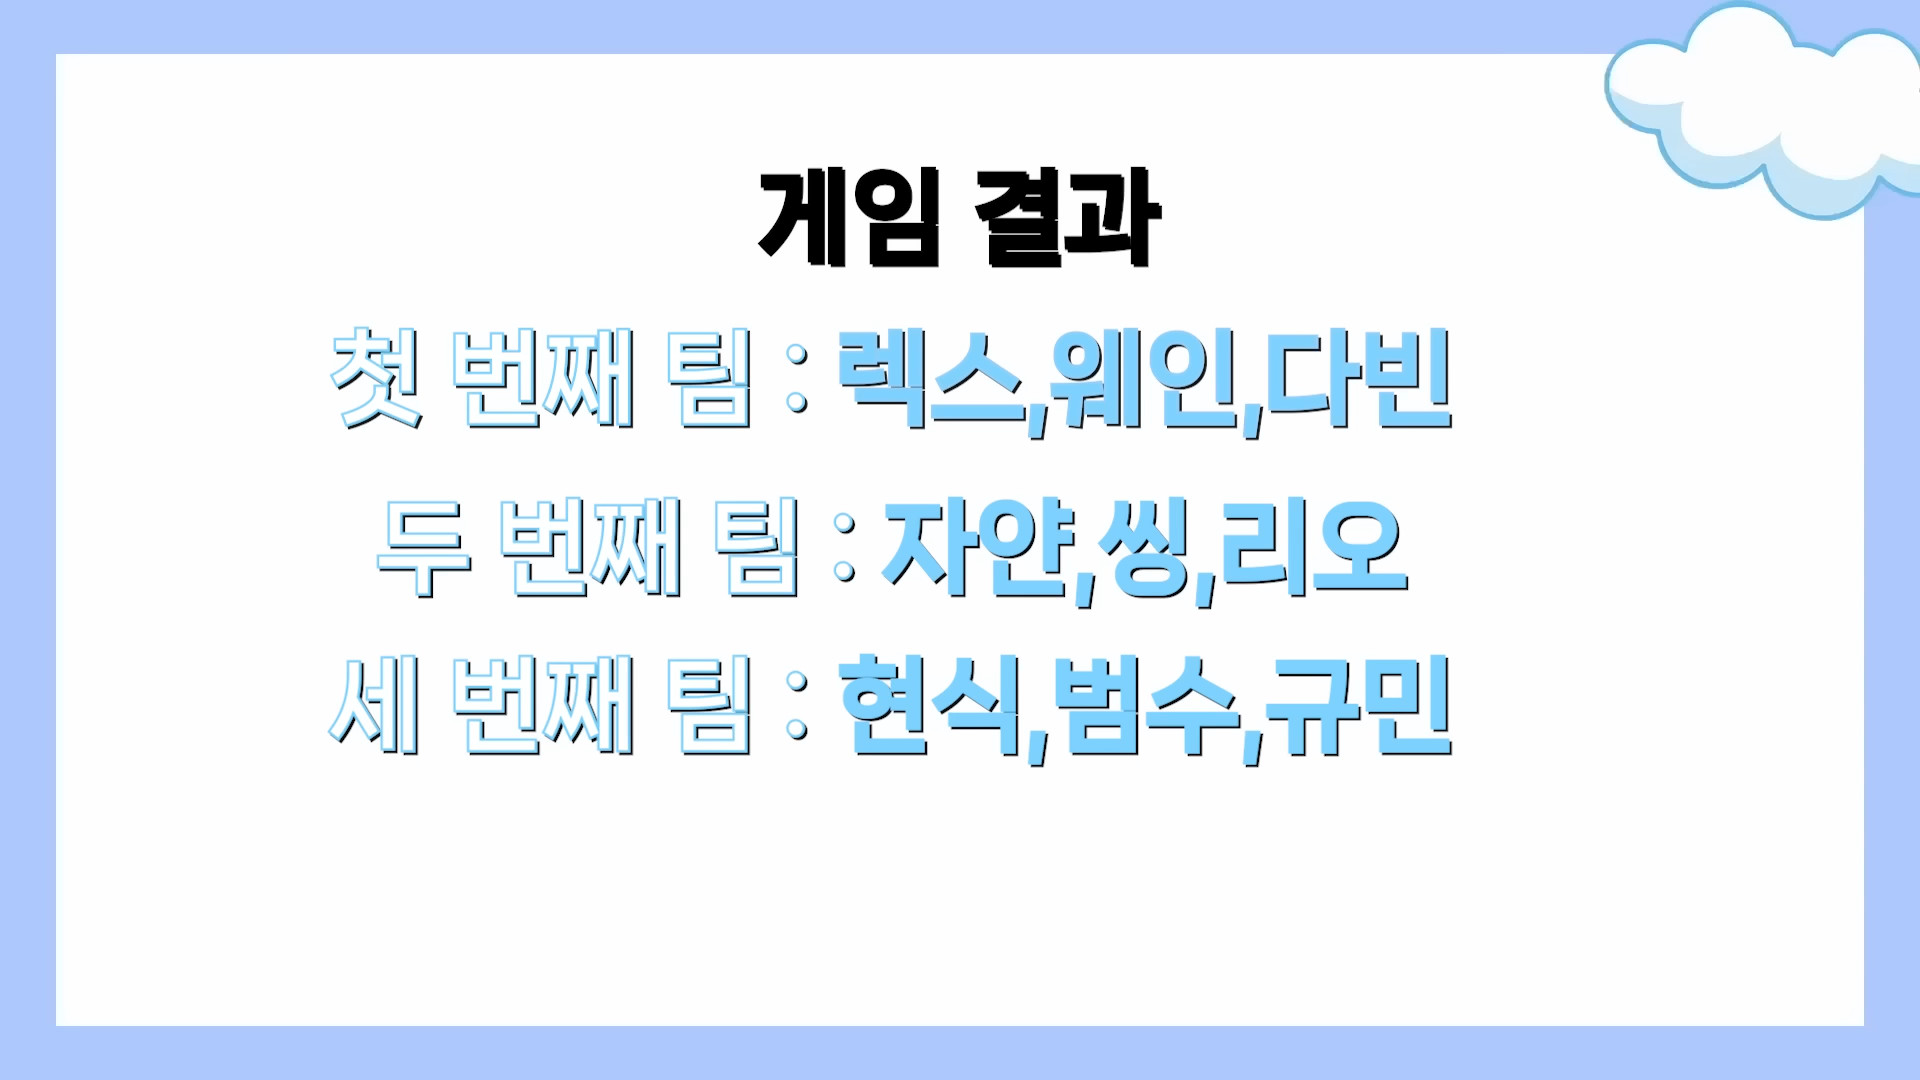 게임 결과
첫 번째 팀 : 렉스,웨인,다빈
두 번째 팀 : 자얀,씽,리오
세 번째 팀 : 현식,범수,규민